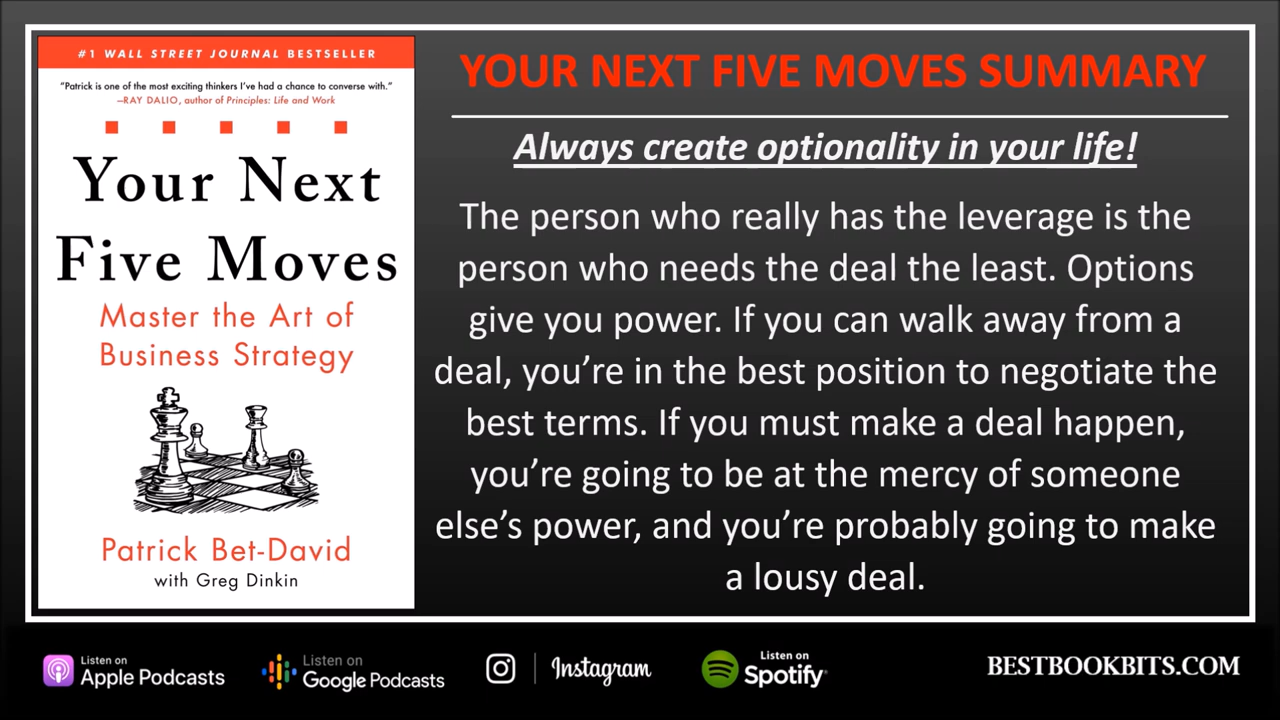 #1 WALL STREET JOURNAL BESTSELLER
“Patrick is one of the most exciting thinkers I’ve had a chance to converse with.”
—RAY DALIO, author of Principles: Life and Work
Your Next
Five Moves
Master the Art of
Business Strategy
Patrick Bet-David
with Greg Dinkin
YOUR NEXT FIVE MOVES SUMMARY
Always create optionality in your life!
The person who really has the leverage is the
person who needs the deal the least. Options
give you power. If you can walk away from a
deal, you’re in the best position to negotiate the
best terms. If you must make a deal happen,
you’re going to be at the mercy of someone
else’s power, and you’re probably going to make
a lousy deal.
Listen on
Apple Podcasts
Listen on
Google Podcasts
Instagram
Listen on
Spotify
BESTBOOKBITS.COM